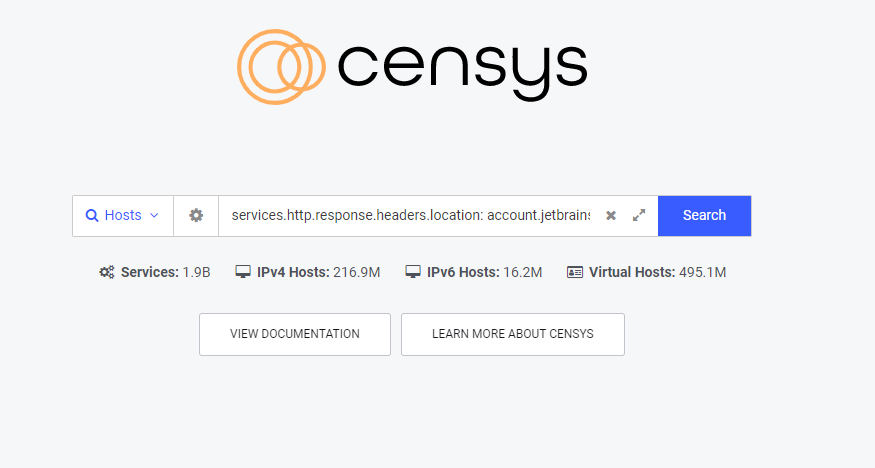 censys
Hosts services.http.response.headers.location: account.jetbrains Search
Services: 1.9B IPv4 Hosts: 216.9M IPv6 Hosts: 16.2M Virtual Hosts: 495.1M
VIEW DOCUMENTATION LEARN MORE ABOUT CENSYS